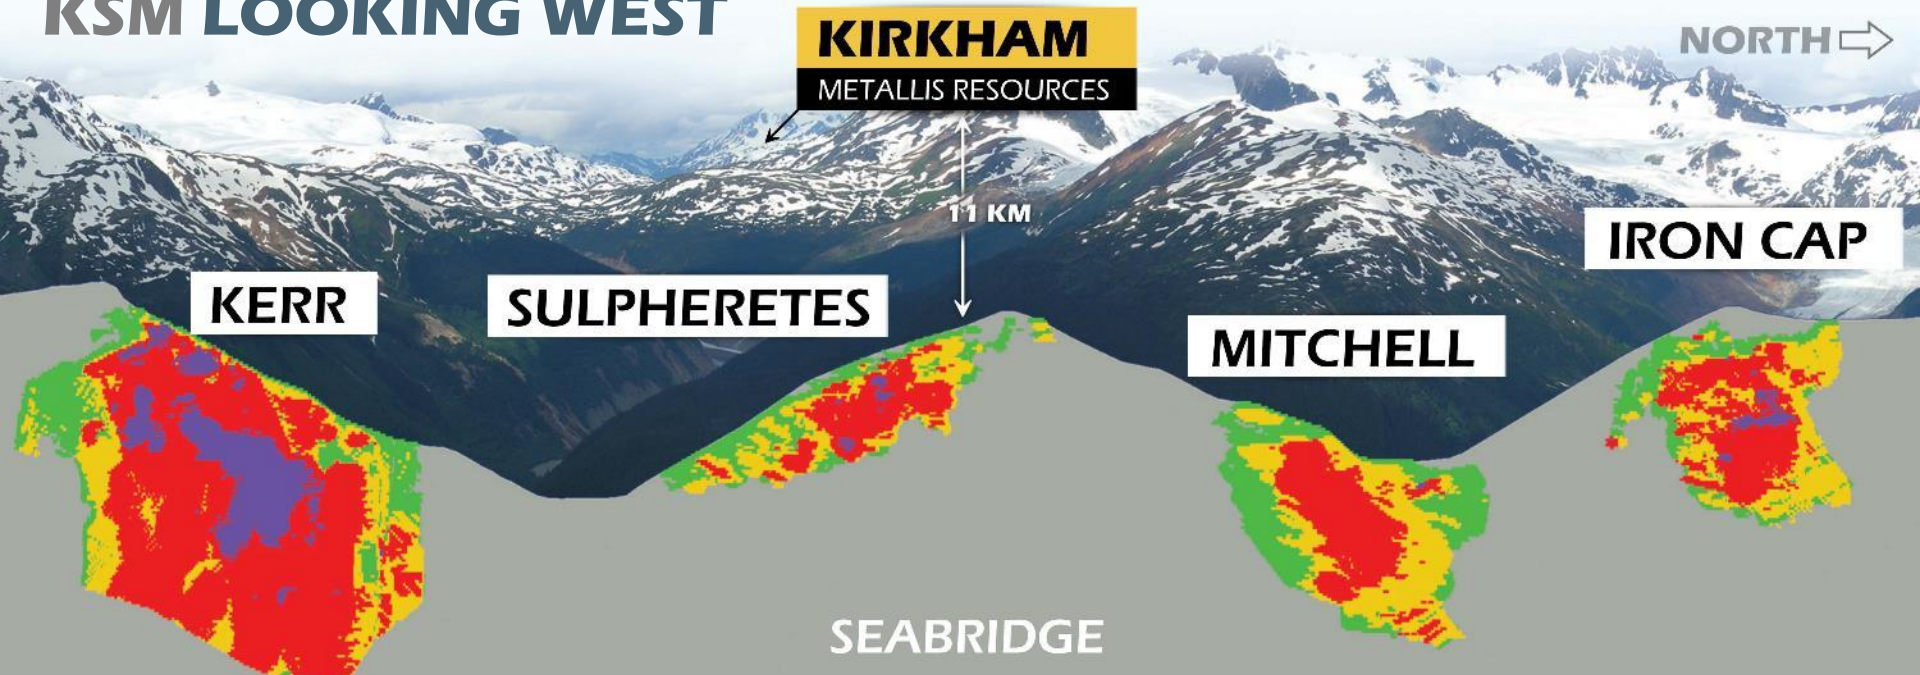 KSM LOOKING WEST
KIRKHAM
METALLIS RESOURCES
NORTH
11 KM
IRON CAP
KERR
SULPHERETES
MITCHELL
SEABRIDGE